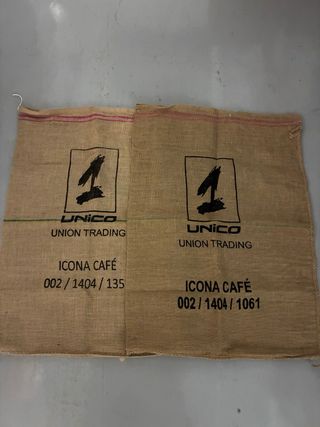 1
UNICO
UNION TRADING
ICONA CAFÉ
002 / 1404 / 135
1
UNICO
UNION TRADING
ICONA CAFÉ
002 / 1404 / 1061